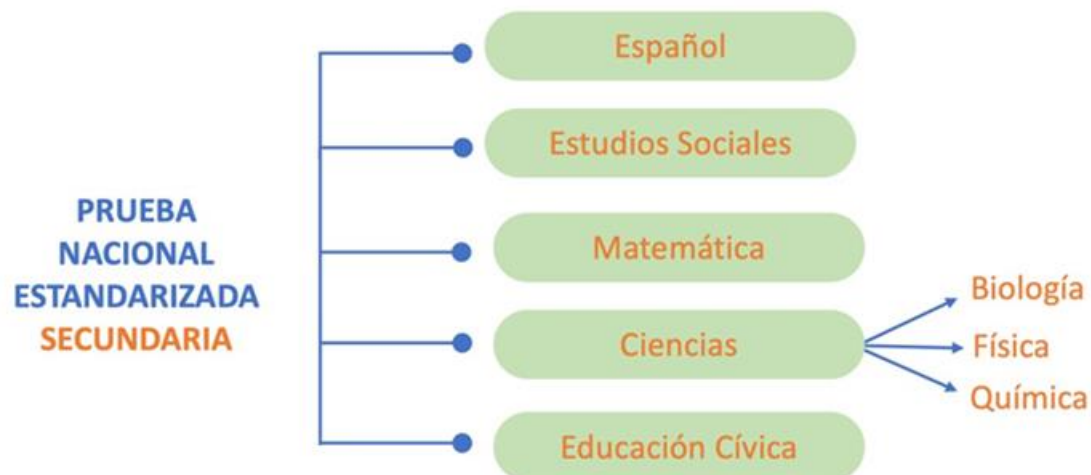 PRUEBA
NACIONAL
ESTANDARIZADA
SECUNDARIA
Español
Estudios Sociales
Matemática
Ciencias
Biología
Física
Química
Educación Cívica